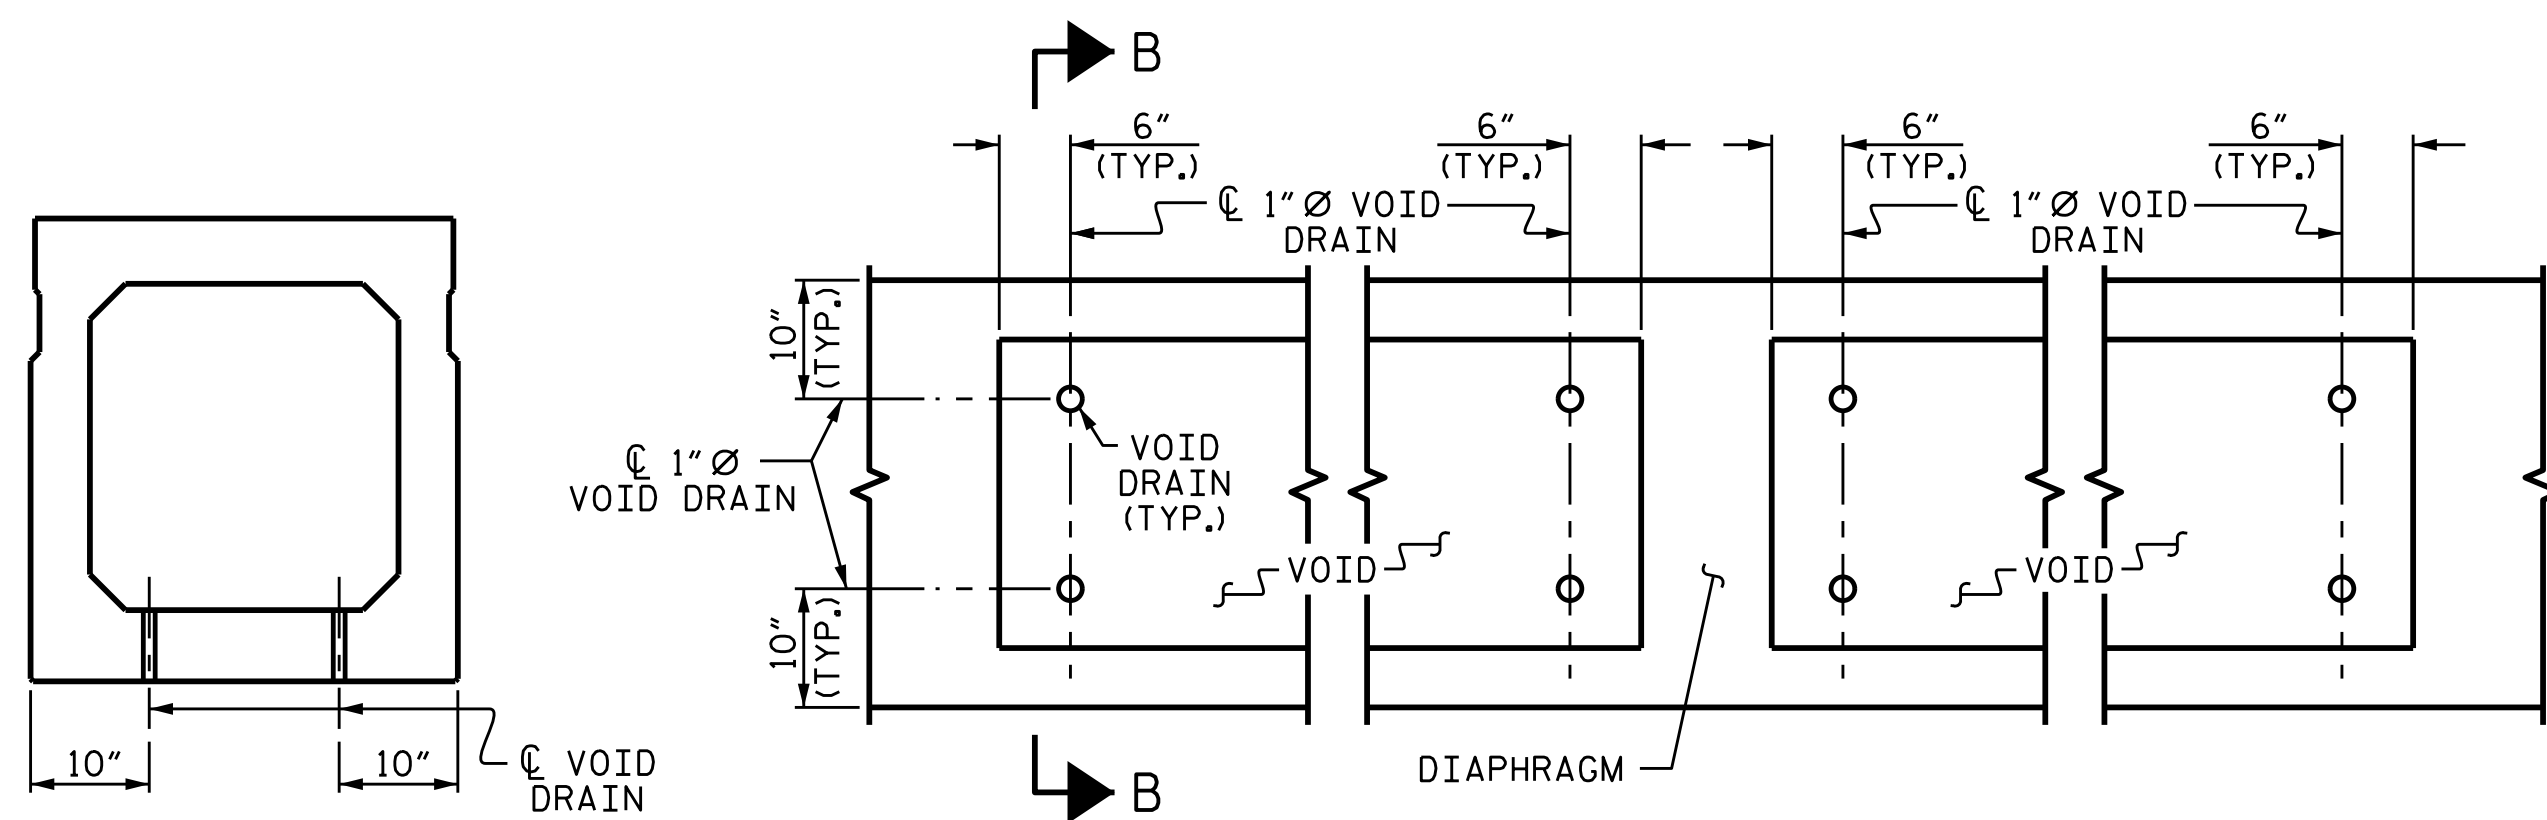 B
6" 6" 6" 6"
(TYP.) (TYP.) (TYP.) (TYP.)
℄ 1"Ø VOID
DRAIN
℄ 1"Ø VOID
DRAIN
10"
(TYP.)
℄ 1"Ø
VOID DRAIN
VOID
DRAIN
(TYP.)
VOID
VOID
10"
(TYP.)
10" 10"
℄ VOID
DRAIN
DIAPHRAGM
B